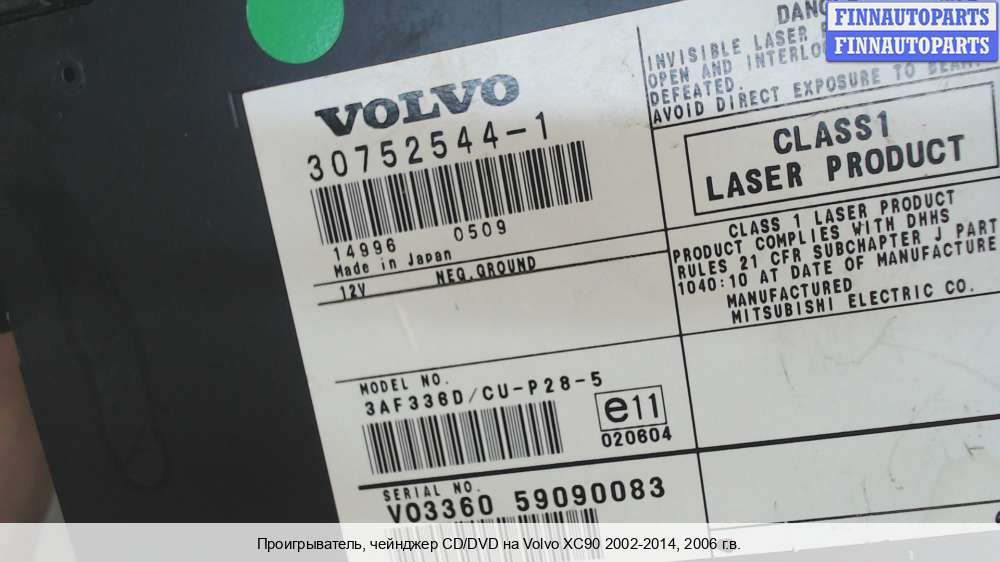 VOLVO
30752544-1
14996 0509
Made in Japan
12V NEG.GROUND
MODEL NO.
3AF336D/CU-P28-5
e11
020604
SERIAL NO.
VO3360 59090083
INVISIBLE LASER
OPEN AND
DEFEATED.
AVOID DIRECT EXPOSURE TO
CLASS1
LASER PRODUCT
CLASS 1 LASER PRODUCT
PRODUCT COMPLIES WITH DHHS
RULES 21 CFR SUBCHAPTER J PART
1040:10 AT DATE OF MANUFACTURE
MANUFACTURED
MITSUBISHI ELECTRIC CO.
FINNAUTOPARTS
FINNAUTOPARTS
Проигрыватель, чейнджер CD/DVD на Volvo XC90 2002-2014, 2006 г.в.